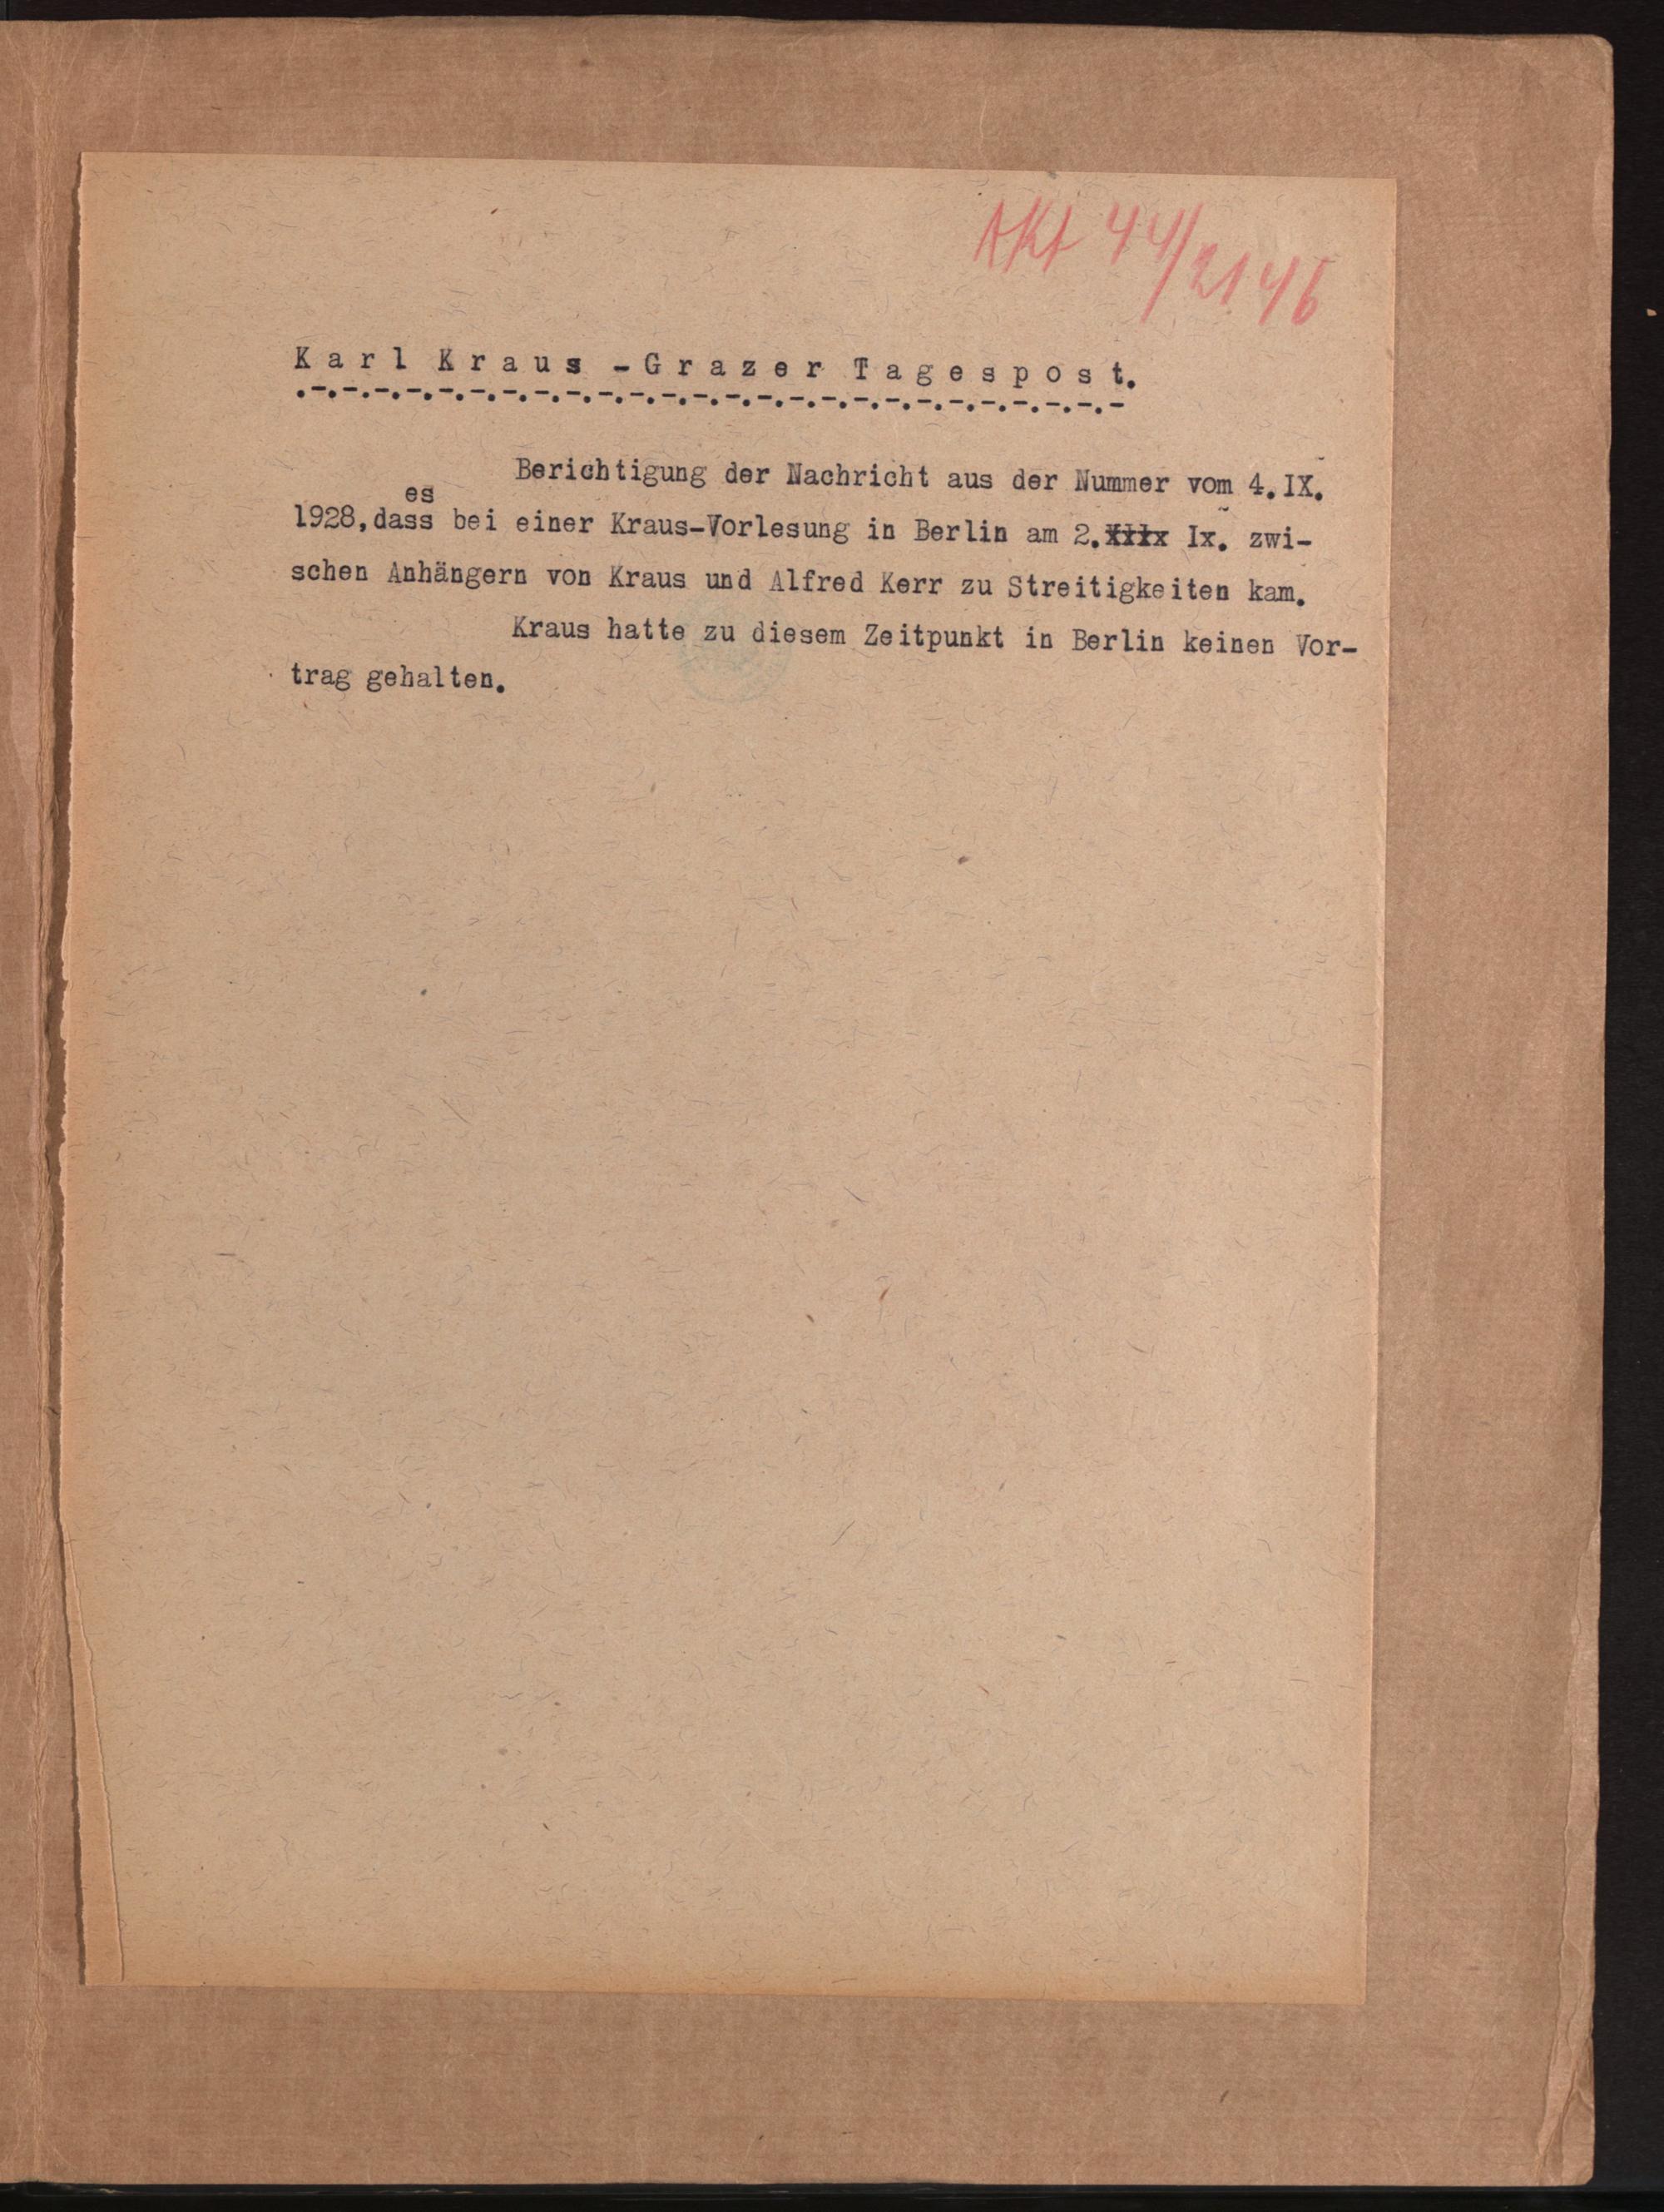 Akt 44/2146
Karl Kraus - Grazer Tagespost.
.-.-.-.-.-.-.-.-.-.-.-.-.-.-.-.-.-.-.-.-.-.-.-.-.-.-
Berichtigung der Nachricht aus der Nummer vom 4.IX.
es
1928,dass bei einer Kraus-Vorlesung in Berlin am 2. Ix. zwi-
schen Anhängern von Kraus und Alfred Kerr zu Streitigkeiten kam.
Kraus hatte zu diesem Zeitpunkt in Berlin keinen Vor-
trag gehalten.